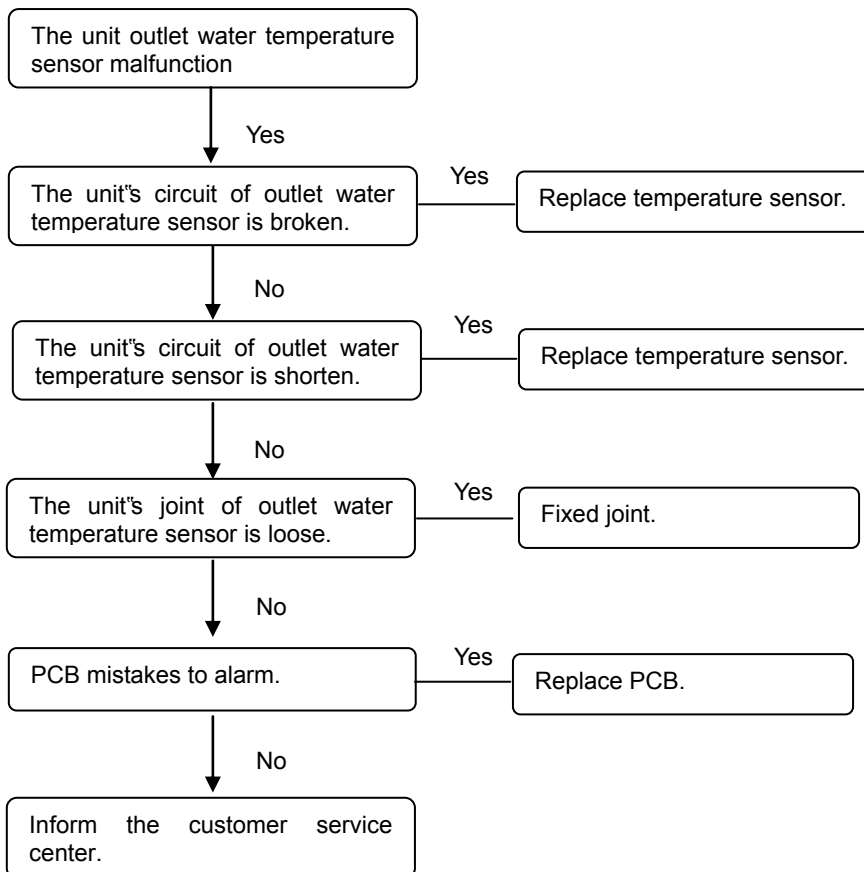 The unit outlet water temperature
sensor malfunction
Yes
The unit‟s circuit of outlet water
temperature sensor is broken.
Yes
Replace temperature sensor.
No
The unit‟s circuit of outlet water
temperature sensor is shorten.
Yes
Replace temperature sensor.
No
The unit‟s joint of outlet water
temperature sensor is loose.
Yes
Fixed joint.
No
PCB mistakes to alarm.
Yes
Replace PCB.
No
Inform the customer service
center.